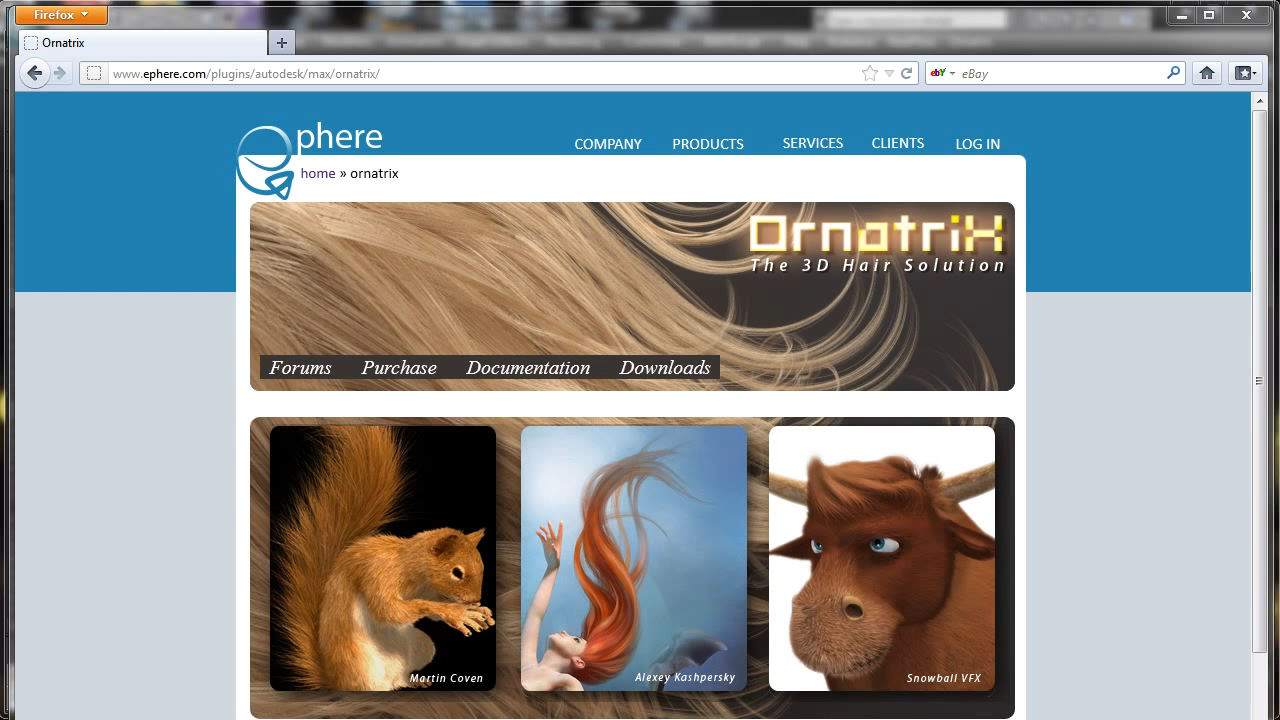 Firefox
Ornatrix
www.ephere.com/plugins/autodesk/max/ornatrix/
ebY
eBay
phere
COMPANY PRODUCTS SERVICES CLIENTS LOG IN
home » ornatrix
OrnatriX
The 3D Hair Solution
Forums Purchase Documentation Downloads
Martin Coven
Alexey Kashpersky
Snowball VFX